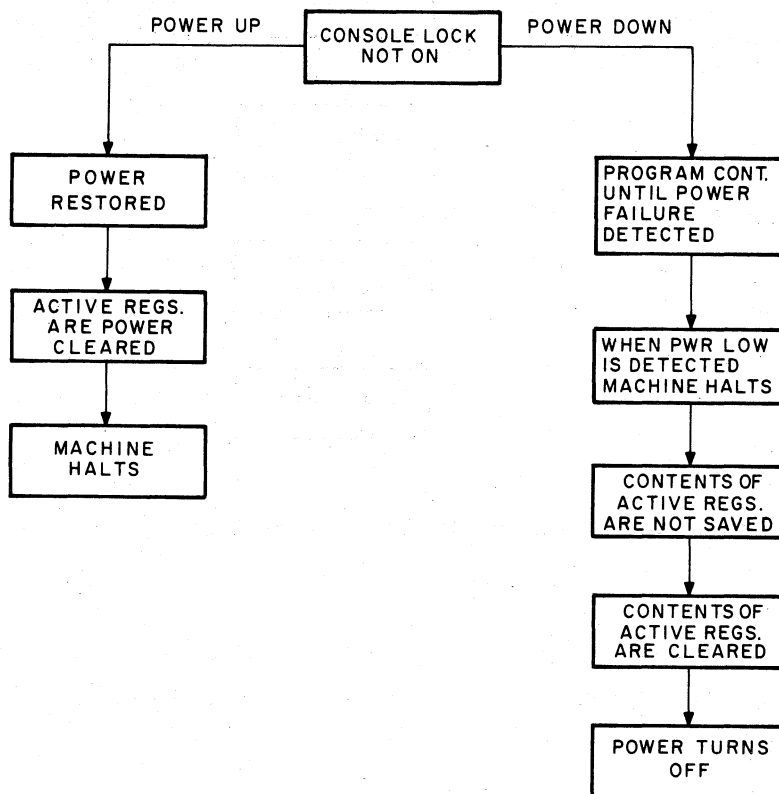 POWER UP
CONSOLE LOCK
NOT ON
POWER DOWN
POWER
RESTORED
ACTIVE REGS.
ARE POWER
CLEARED
MACHINE
HALTS
PROGRAM CONT.
UNTIL POWER
FAILURE
DETECTED
WHEN PWR LOW
IS DETECTED
MACHINE HALTS
CONTENTS OF
ACTIVE REGS.
ARE NOT SAVED
CONTENTS OF
ACTIVE REGS.
ARE CLEARED
POWER TURNS
OFF